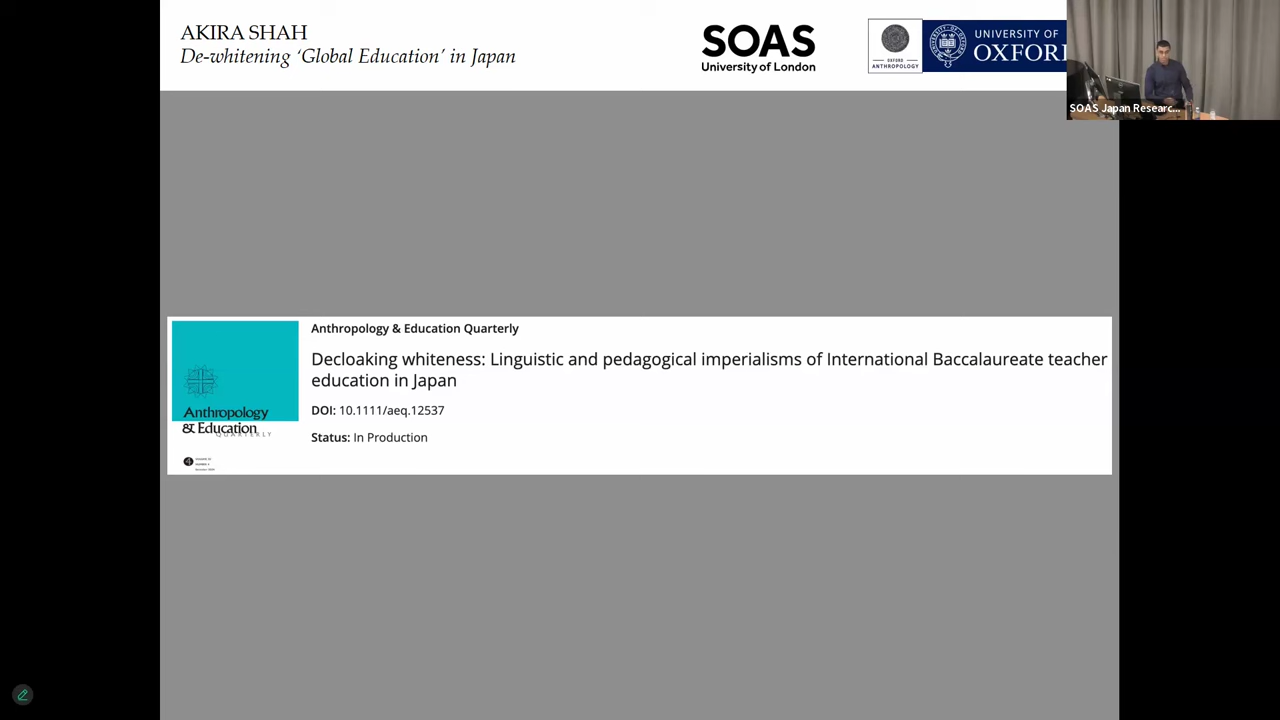 AKIRA SHAH
De-whitening ‘Global Education’ in Japan
SOAS
University of London
OXFORD
ANTHROPOLOGY
UNIVERSITY OF
OXFORD
SOAS Japan Researc...
Anthropology & Education Quarterly
Decloaking whiteness: Linguistic and pedagogical imperialisms of International Baccalaureate teacher
education in Japan
DOI: 10.1111/aeq.12537
Status: In Production
Anthropology
& Education
QUARTERLY